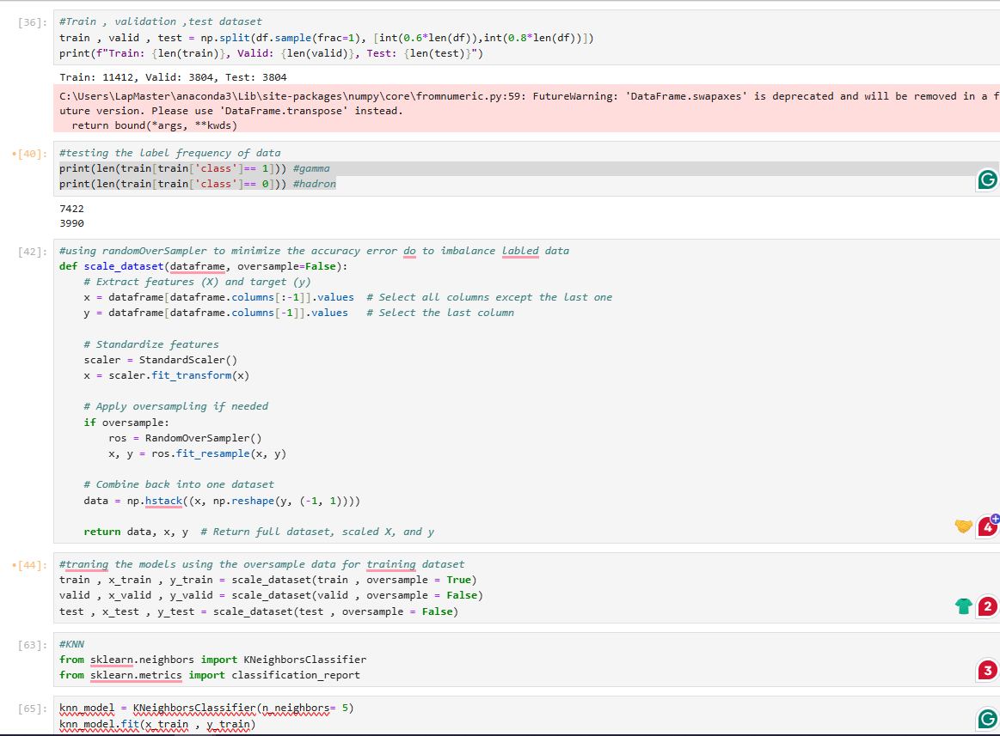 [36]: #Train , validation ,test dataset
train , valid , test = np.split(df.sample(frac=1), [int(0.6*len(df)),int(0.8*len(df))])
print(f"Train: {len(train)}, Valid: {len(valid)}, Test: {len(test)}")
Train: 11412, Valid: 3804, Test: 3804
C:\Users\LapMaster\anaconda3\Lib\site-packages\numpy\core\fromnumeric.py:59: FutureWarning: 'DataFrame.swapaxes' is deprecated and will be removed in a f
uture version. Please use 'DataFrame.transpose' instead.
  return bound(*args, **kwds)
•[40]: #testing the label frequency of data
print(len(train[train['class']== 1])) #gamma
print(len(train[train['class']== 0])) #hadron
7422
3990
[42]: #using randomOverSampler to minimize the accuracy error do to imbalance labled data
def scale_dataset(dataframe, oversample=False):
    # Extract features (X) and target (y)
    x = dataframe[dataframe.columns[:-1]].values  # Select all columns except the last one
    y = dataframe[dataframe.columns[-1]].values   # Select the last column
    # Standardize features
    scaler = StandardScaler()
    x = scaler.fit_transform(x)
    # Apply oversampling if needed
    if oversample:
        ros = RandomOverSampler()
        x, y = ros.fit_resample(x, y)
    # Combine back into one dataset
    data = np.hstack((x, np.reshape(y, (-1, 1))))
    return data, x, y  # Return full dataset, scaled X, and y
4
•[44]: #traning the models using the oversample data for training dataset
train , x_train , y_train = scale_dataset(train , oversample = True)
valid , x_valid , y_valid = scale_dataset(valid , oversample = False)
test , x_test , y_test = scale_dataset(test , oversample = False)
2
[63]: #KNN
from sklearn.neighbors import KNeighborsClassifier
from sklearn.metrics import classification_report
3
[65]: knn_model = KNeighborsClassifier(n_neighbors= 5)
knn_model.fit(x_train , y_train)